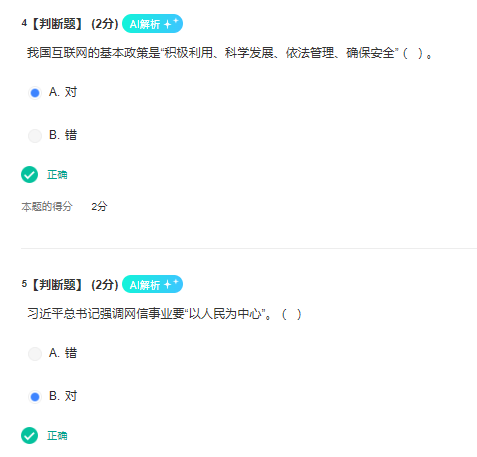 4【判断题】 (2分) AI解析
我国互联网的基本政策是“积极利用、科学发展、依法管理、确保安全”（ ）。
A. 对
B. 错
正确
本题的得分 2分
5【判断题】 (2分) AI解析
习近平总书记强调网信事业要“以人民为中心”。（ ）
A. 错
B. 对
正确